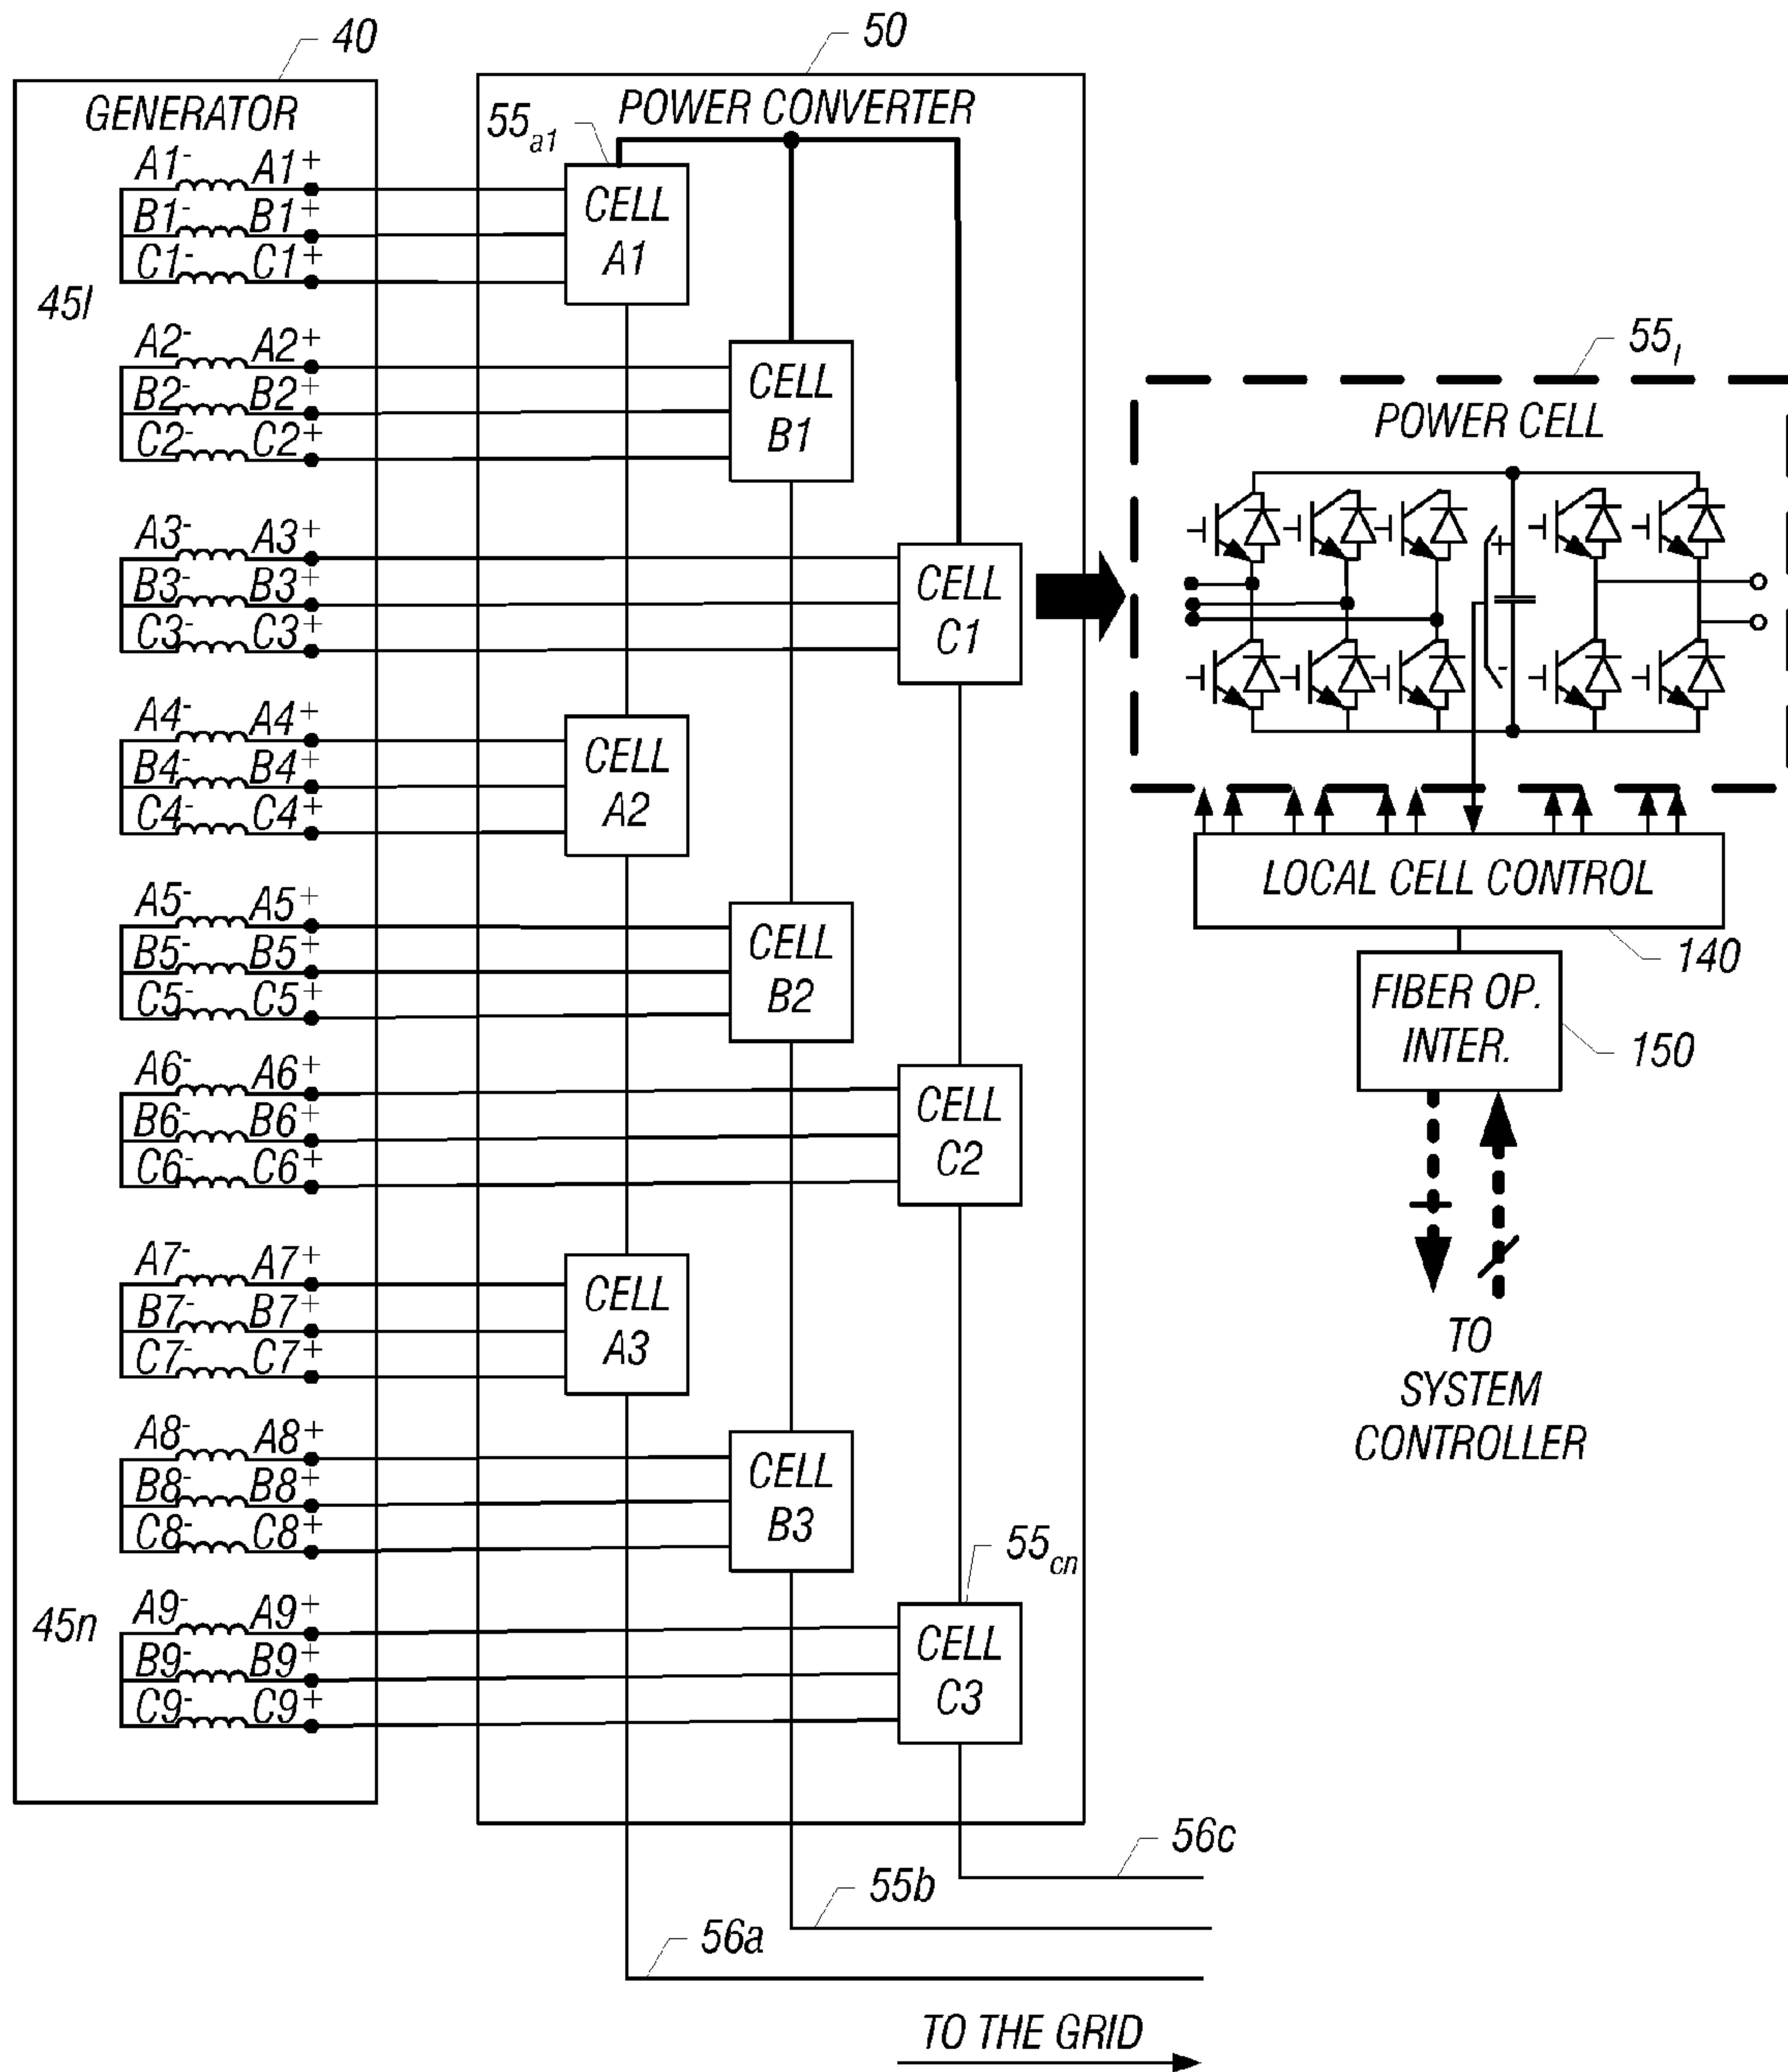 40
50
GENERATOR
POWER CONVERTER
55a1
A1- A1+
B1- B1+
C1- C1+
45l
CELL
A1
A2- A2+
B2- B2+
C2- C2+
CELL
B1
A3- A3+
B3- B3+
C3- C3+
CELL
C1
A4- A4+
B4- B4+
C4- C4+
CELL
A2
A5- A5+
B5- B5+
C5- C5+
CELL
B2
A6- A6+
B6- B6+
C6- C6+
CELL
C2
A7- A7+
B7- B7+
C7- C7+
CELL
A3
A8- A8+
B8- B8+
C8- C8+
CELL
B3
55cn
45n
A9- A9+
B9- B9+
C9- C9+
CELL
C3
56c
55b
56a
TO THE GRID
55i
POWER CELL
+
-
LOCAL CELL CONTROL
140
FIBER OP.
INTER.
150
TO
SYSTEM
CONTROLLER